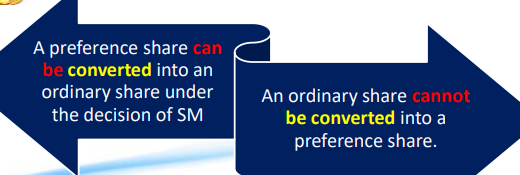 A preference share can
be converted into an
ordinary share under
the decision of SM
An ordinary share cannot
be converted into a
preference share.